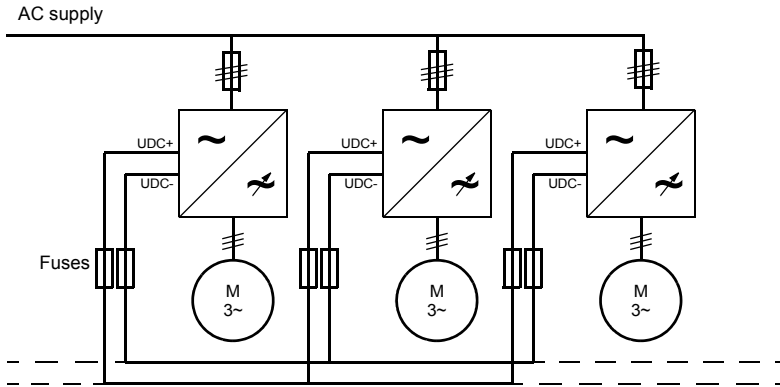 AC supply
UDC+
UDC-
UDC+
UDC-
UDC+
UDC-
Fuses
M
3~
M
3~
M
3~